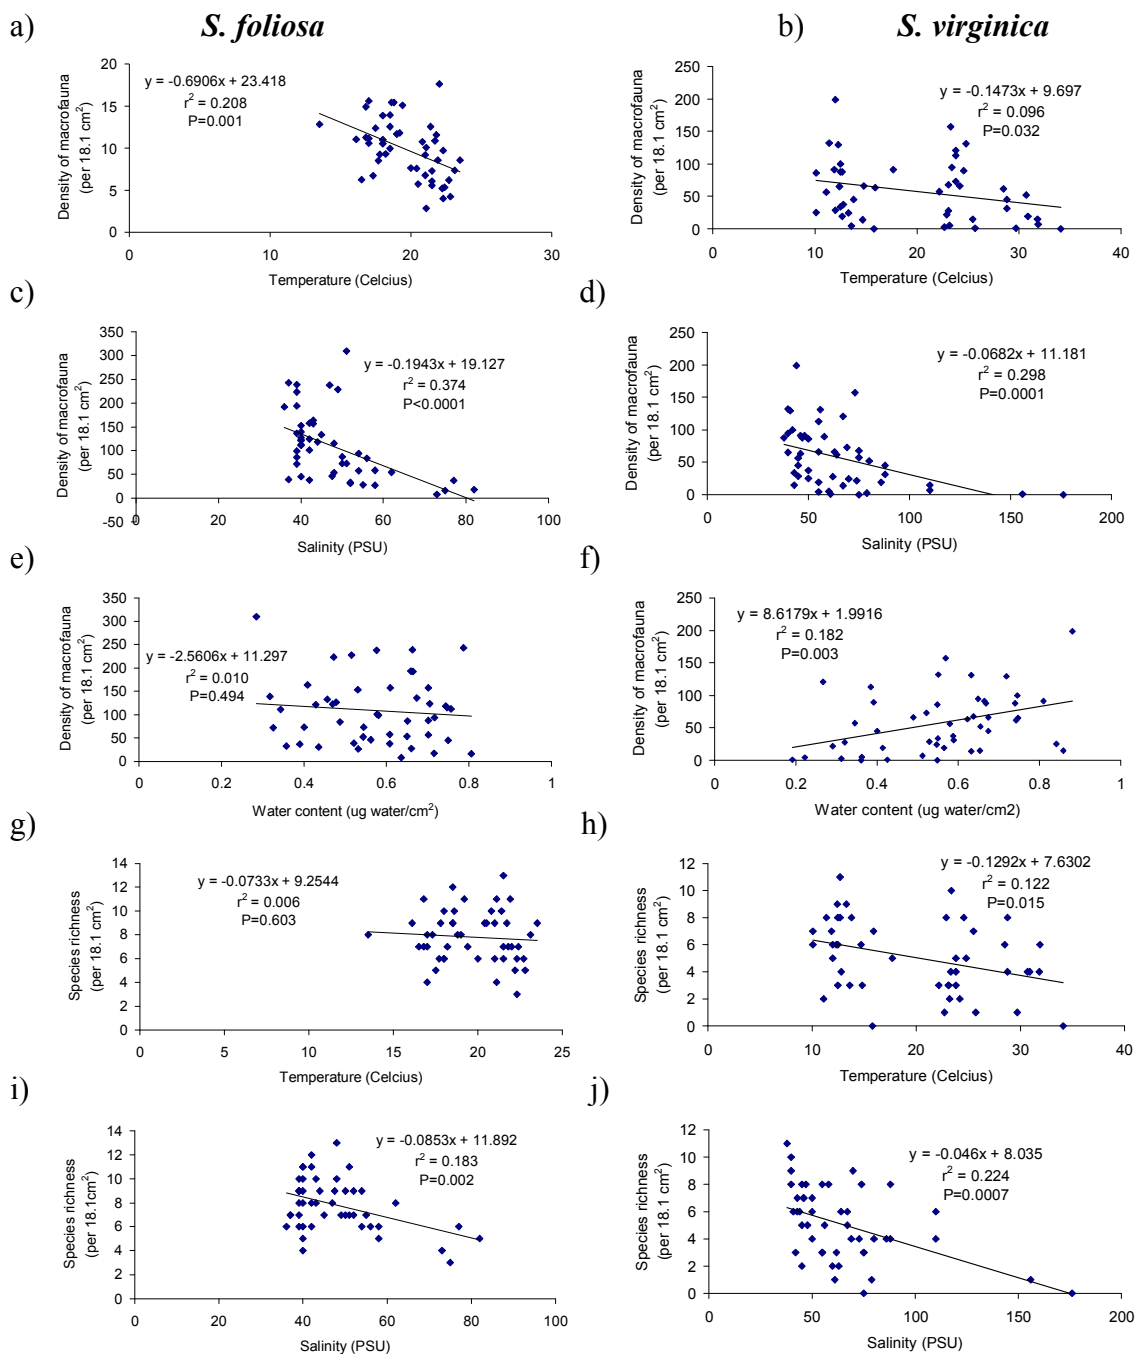 a)
S. foliosa
b)
S. virginica
y = -0.6906x + 23.418
r² = 0.208
P=0.001
Density of macrofauna
(per 18.1 cm²)
20
15
10
5
0
0 10 20 30
Temperature (Celcius)
y = -0.1473x + 9.697
r² = 0.096
P=0.032
Density of macrofauna
(per 18.1 cm²)
250
200
150
100
50
0
0 10 20 30 40
Temperature (Celcius)
c)
d)
y = -0.1943x + 19.127
r² = 0.374
P<0.0001
Density of macrofauna
(per 18.1 cm²)
350
300
250
200
150
100
50
0
-50
0 20 40 60 80 100
Salinity (PSU)
y = -0.0682x + 11.181
r² = 0.298
P=0.0001
Density of macrofauna
(per 18.1 cm²)
250
200
150
100
50
0
0 50 100 150 200
Salinity (PSU)
e)
f)
y = -2.5606x + 11.297
r² = 0.010
P=0.494
Density of macrofauna
(per 18.1 cm²)
350
300
250
200
150
100
50
0
0 0.2 0.4 0.6 0.8 1
Water content (ug water/cm²)
y = 8.6179x + 1.9916
r² = 0.182
P=0.003
Density of macrofauna
(per 18.1 cm²)
250
200
150
100
50
0
0 0.2 0.4 0.6 0.8 1
Water content (ug water/cm2)
g)
h)
y = -0.0733x + 9.2544
r² = 0.006
P=0.603
Species richness
(per 18.1 cm²)
14
12
10
8
6
4
2
0
0 5 10 15 20 25
Temperature (Celcius)
y = -0.1292x + 7.6302
r² = 0.122
P=0.015
Species richness
(per 18.1 cm²)
12
10
8
6
4
2
0
0 10 20 30 40
Temperature (Celcius)
i)
j)
y = -0.0853x + 11.892
r² = 0.183
P=0.002
Species richness
(per 18.1cm²)
14
12
10
8
6
4
2
0
0 20 40 60 80 100
Salinity (PSU)
y = -0.046x + 8.035
r² = 0.224
P=0.0007
Species richness
(per 18.1 cm²)
12
10
8
6
4
2
0
0 50 100 150 200
Salinity (PSU)